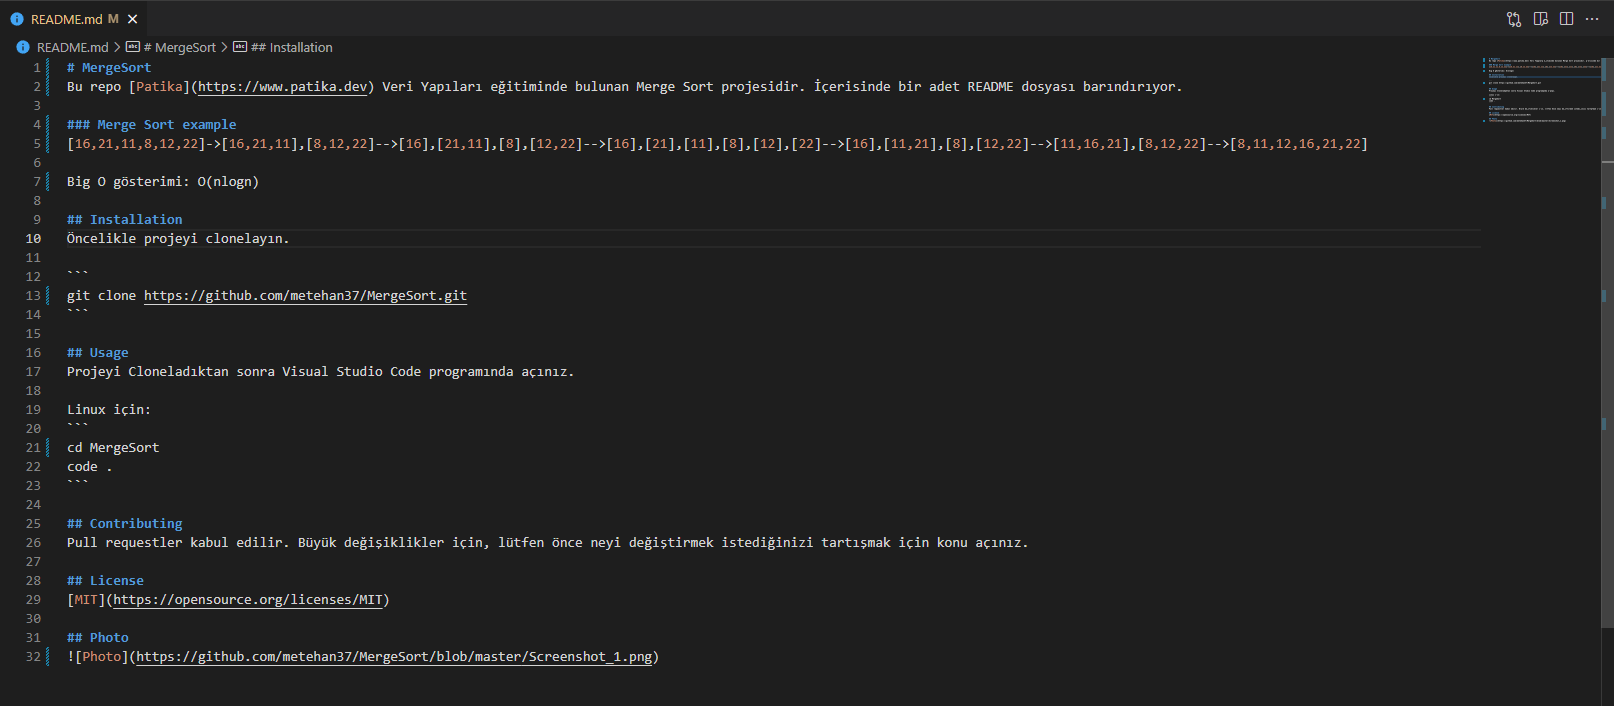 README.md M
README.md > # MergeSort > ## Installation
1 # MergeSort
2 Bu repo [Patika](https://www.patika.dev) Veri Yapıları eğitiminde bulunan Merge Sort projesidir. İçerisinde bir adet README dosyası barındırıyor.
3
4 ### Merge Sort example
5 [16,21,11,8,12,22]->[16,21,11],[8,12,22]-->[16],[21,11],[8],[12,22]-->[16],[21],[11],[8],[12],[22]-->[16],[11,21],[8],[12,22]-->[11,16,21],[8,12,22]-->[8,11,12,16,21,22]
6
7 Big O gösterimi: O(nlogn)
8
9 ## Installation
10 Öncelikle projeyi clonelayın.
11
12 ```
13 git clone https://github.com/metehan37/MergeSort.git
14 ```
15
16 ## Usage
17 Projeyi Cloneladıktan sonra Visual Studio Code programında açınız.
18
19 Linux için:
20 ```
21 cd MergeSort
22 code .
23 ```
24
25 ## Contributing
26 Pull requestler kabul edilir. Büyük değişiklikler için, lütfen önce neyi değiştirmek istediğinizi tartışmak için konu açınız.
27
28 ## License
29 [MIT](https://opensource.org/licenses/MIT)
30
31 ## Photo
32 ![Photo](https://github.com/metehan37/MergeSort/blob/master/Screenshot_1.png)